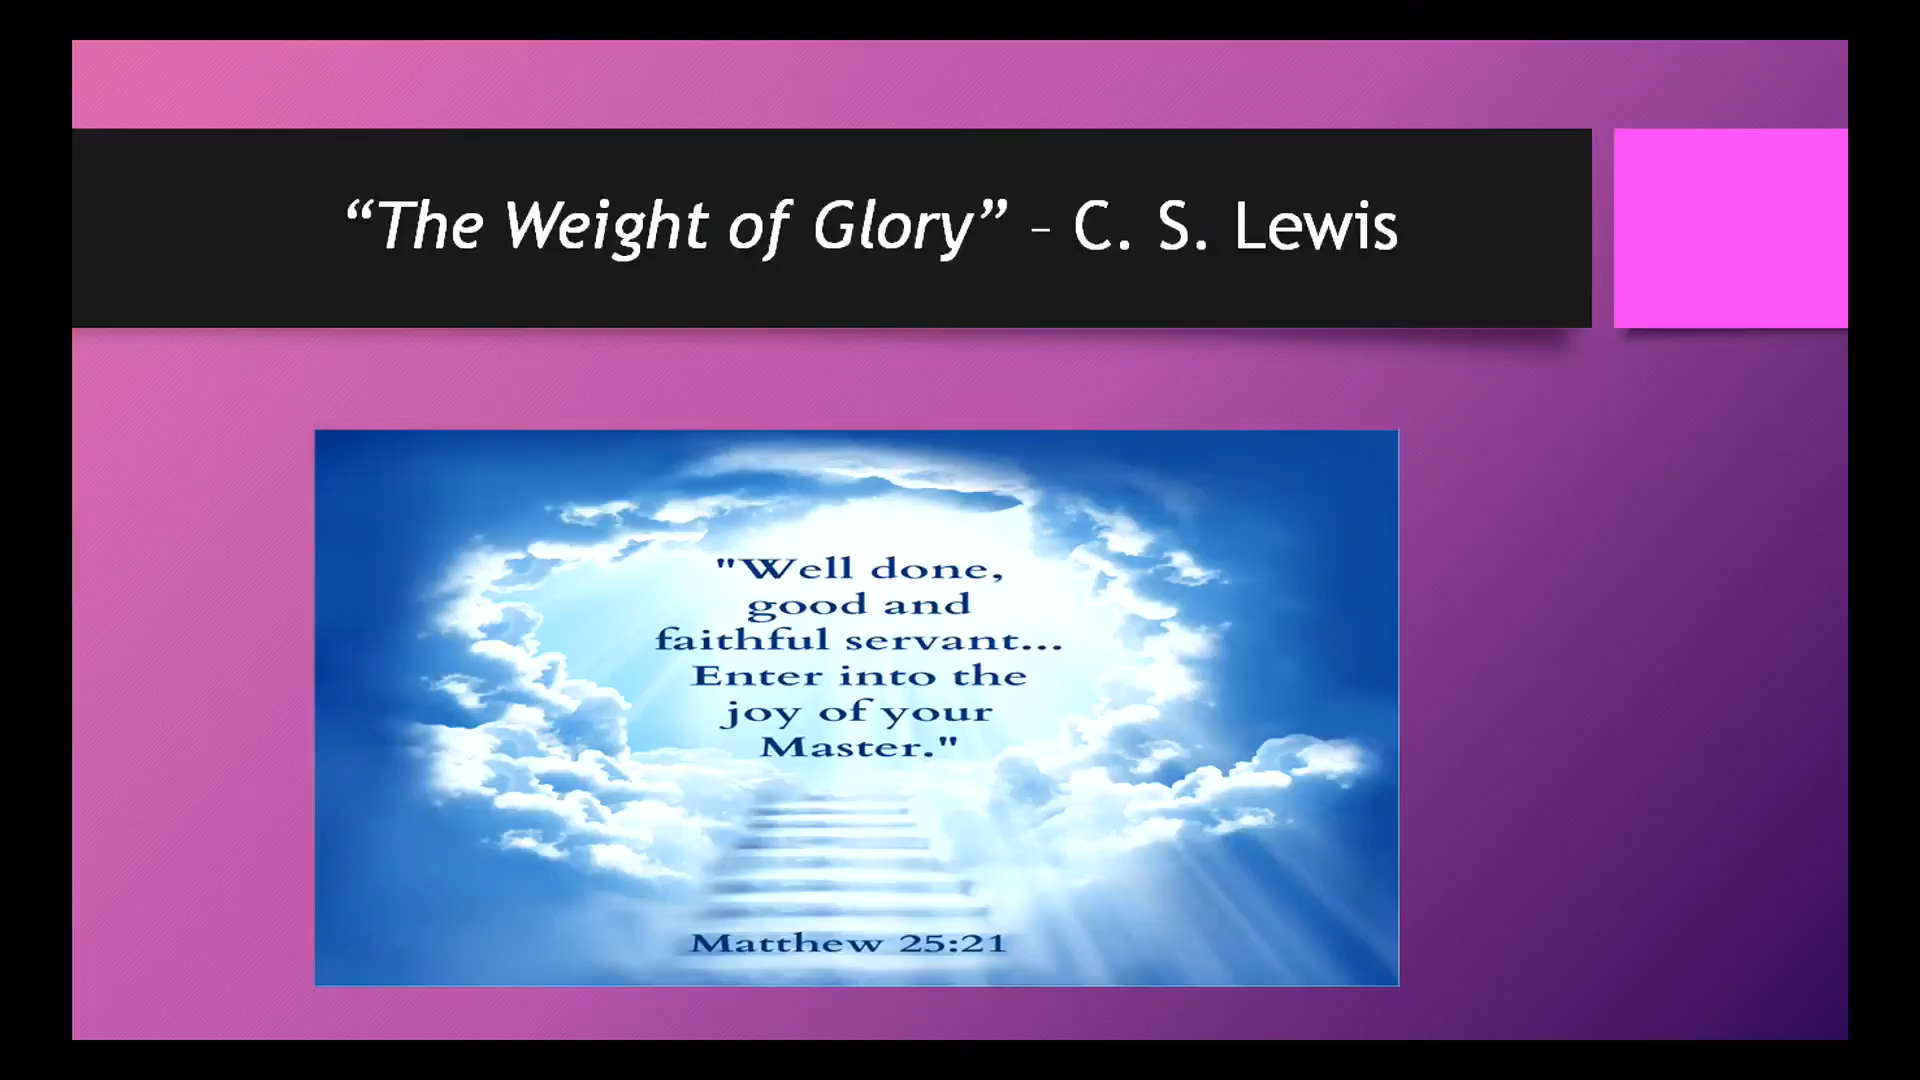 “The Weight of Glory” – C. S. Lewis
"Well done,
good and
faithful servant...
Enter into the
joy of your
Master."
Matthew 25:21